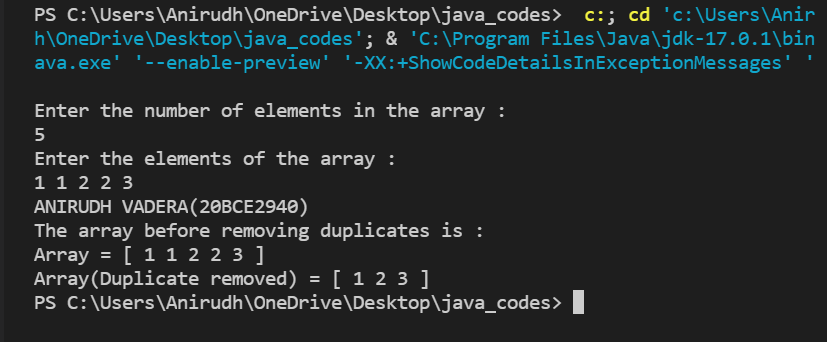 PS C:\Users\Anirudh\OneDrive\Desktop\java_codes>  c:; cd 'c:\Users\Anir
h\OneDrive\Desktop\java_codes'; & 'C:\Program Files\Java\jdk-17.0.1\bin
ava.exe' '--enable-preview' '-XX:+ShowCodeDetailsInExceptionMessages' '
Enter the number of elements in the array :
5
Enter the elements of the array :
1 1 2 2 3
ANIRUDH VADERA(20BCE2940)
The array before removing duplicates is :
Array = [ 1 1 2 2 3 ]
Array(Duplicate removed) = [ 1 2 3 ]
PS C:\Users\Anirudh\OneDrive\Desktop\java_codes>